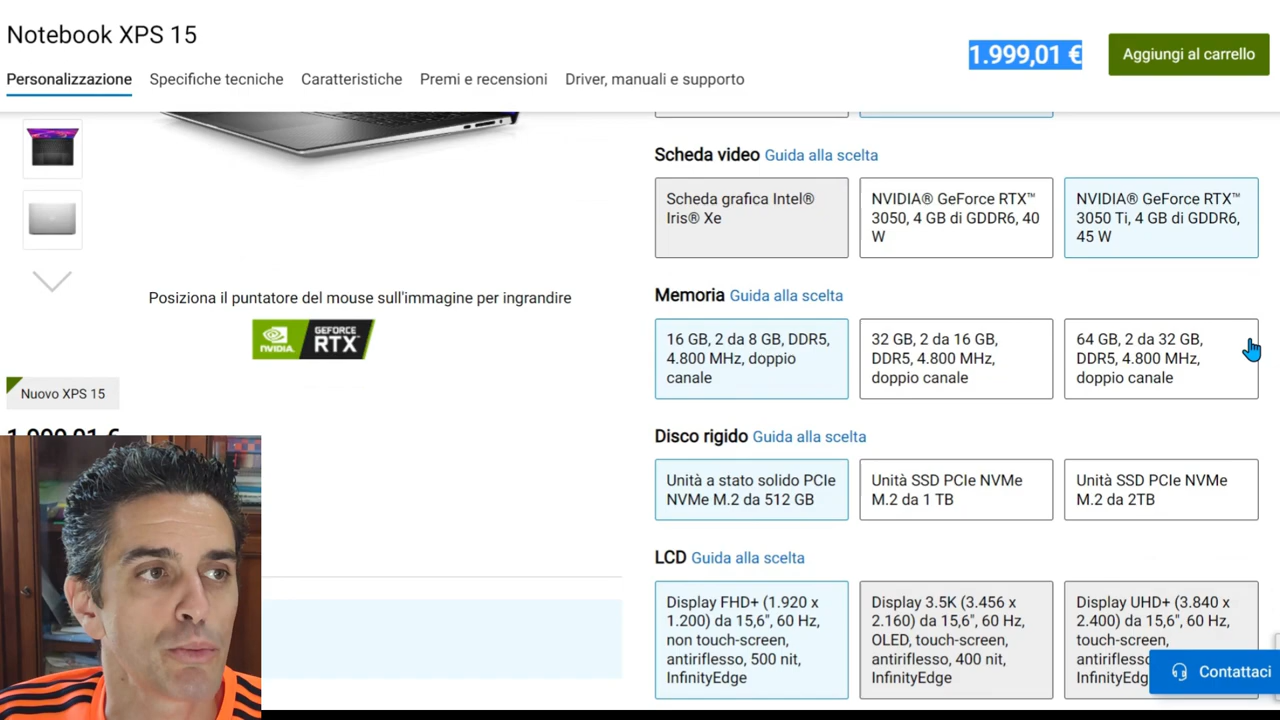 Notebook XPS 15
1.999,01 €
Aggiungi al carrello
Personalizzazione
Specifiche tecniche
Caratteristiche
Premi e recensioni
Driver, manuali e supporto
Scheda video Guida alla scelta
Scheda grafica Intel®
Iris® Xe
NVIDIA® GeForce RTX™
3050, 4 GB di GDDR6, 40
W
NVIDIA® GeForce RTX™
3050 Ti, 4 GB di GDDR6,
45 W
Posiziona il puntatore del mouse sull'immagine per ingrandire
NVIDIA.
GEFORCE
RTX™
Memoria Guida alla scelta
16 GB, 2 da 8 GB, DDR5,
4.800 MHz, doppio
canale
32 GB, 2 da 16 GB,
DDR5, 4.800 MHz,
doppio canale
64 GB, 2 da 32 GB,
DDR5, 4.800 MHz,
doppio canale
Nuovo XPS 15
1.999,01 €
Disco rigido Guida alla scelta
Unità a stato solido PCIe
NVMe M.2 da 512 GB
Unità SSD PCIe NVMe
M.2 da 1 TB
Unità SSD PCIe NVMe
M.2 da 2TB
LCD Guida alla scelta
Display FHD+ (1.920 x
1.200) da 15,6", 60 Hz,
non touch-screen,
antiriflesso, 500 nit,
InfinityEdge
Display 3.5K (3.456 x
2.160) da 15,6", 60 Hz,
OLED, touch-screen,
antiriflesso, 400 nit,
InfinityEdge
Display UHD+ (3.840 x
2.400) da 15,6", 60 Hz,
touch-screen,
Contattaci